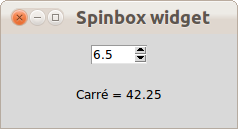 Spinbox widget
6.5
Carré = 42.25